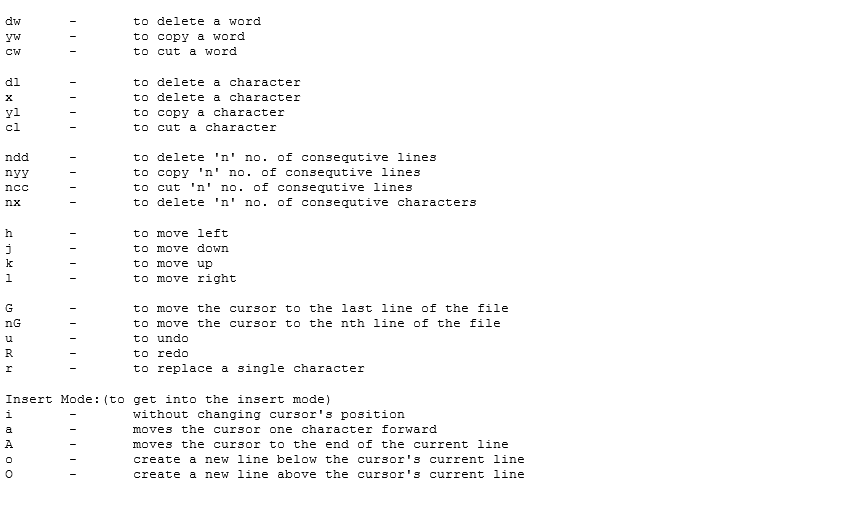 dw - to delete a word
yw - to copy a word
cw - to cut a word
dl - to delete a character
x - to delete a character
yl - to copy a character
cl - to cut a character
ndd - to delete 'n' no. of consequtive lines
nyy - to copy 'n' no. of consequtive lines
ncc - to cut 'n' no. of consequtive lines
nx - to delete 'n' no. of consequtive characters
h - to move left
j - to move down
k - to move up
l - to move right
G - to move the cursor to the last line of the file
nG - to move the cursor to the nth line of the file
u - to undo
R - to redo
r - to replace a single character
Insert Mode:(to get into the insert mode)
i - without changing cursor's position
a - moves the cursor one character forward
A - moves the cursor to the end of the current line
o - create a new line below the cursor's current line
O - create a new line above the cursor's current line